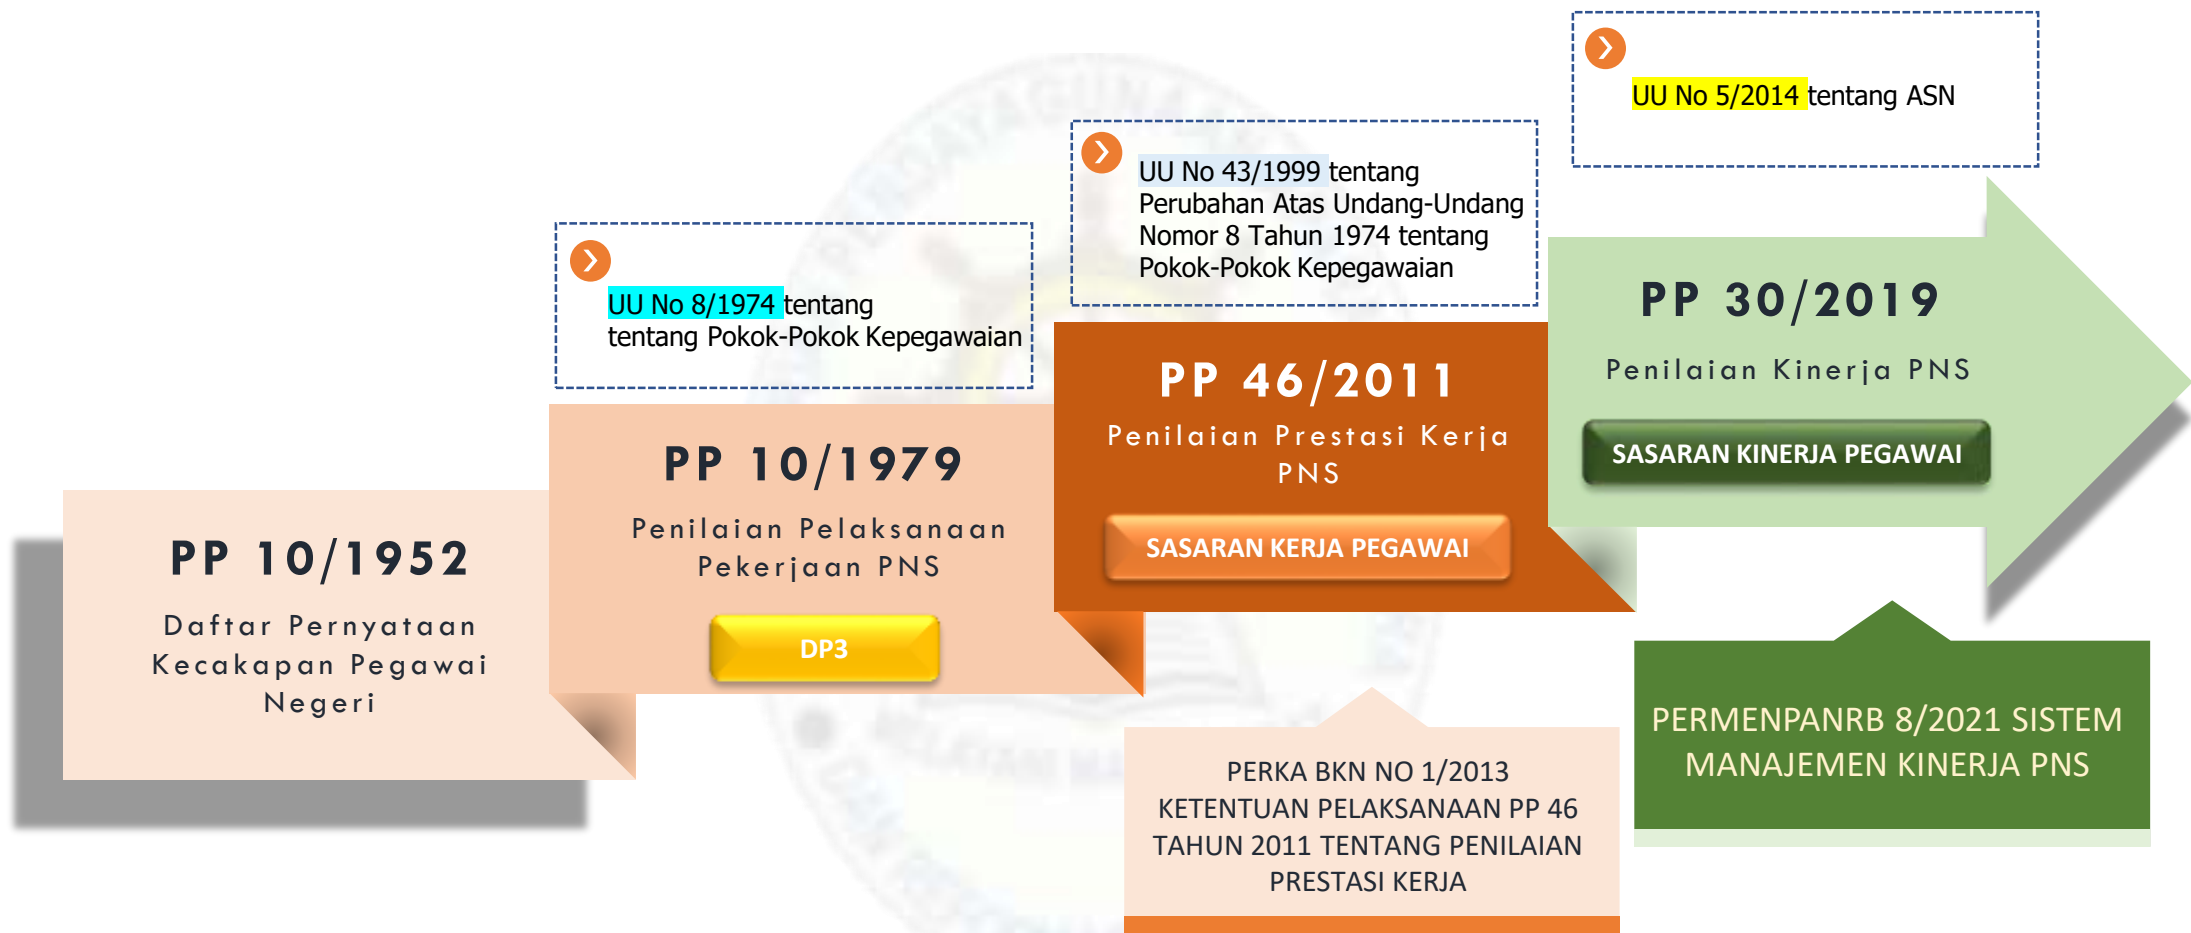 PP 10/1952
Daftar Pernyataan
Kecakapan Pegawai
Negeri
UU No 8/1974 tentang
tentang Pokok-Pokok Kepegawaian
PP 10/1979
Penilaian Pelaksanaan
Pekerjaan PNS
DP3
UU No 43/1999 tentang
Perubahan Atas Undang-Undang
Nomor 8 Tahun 1974 tentang
Pokok-Pokok Kepegawaian
PP 46/2011
Penilaian Prestasi Kerja
PNS
SASARAN KERJA PEGAWAI
PERKA BKN NO 1/2013
KETENTUAN PELAKSANAAN PP 46
TAHUN 2011 TENTANG PENILAIAN
PRESTASI KERJA
UU No 5/2014 tentang ASN
PP 30/2019
Penilaian Kinerja PNS
SASARAN KINERJA PEGAWAI
PERMENPANRB 8/2021 SISTEM
MANAJEMEN KINERJA PNS